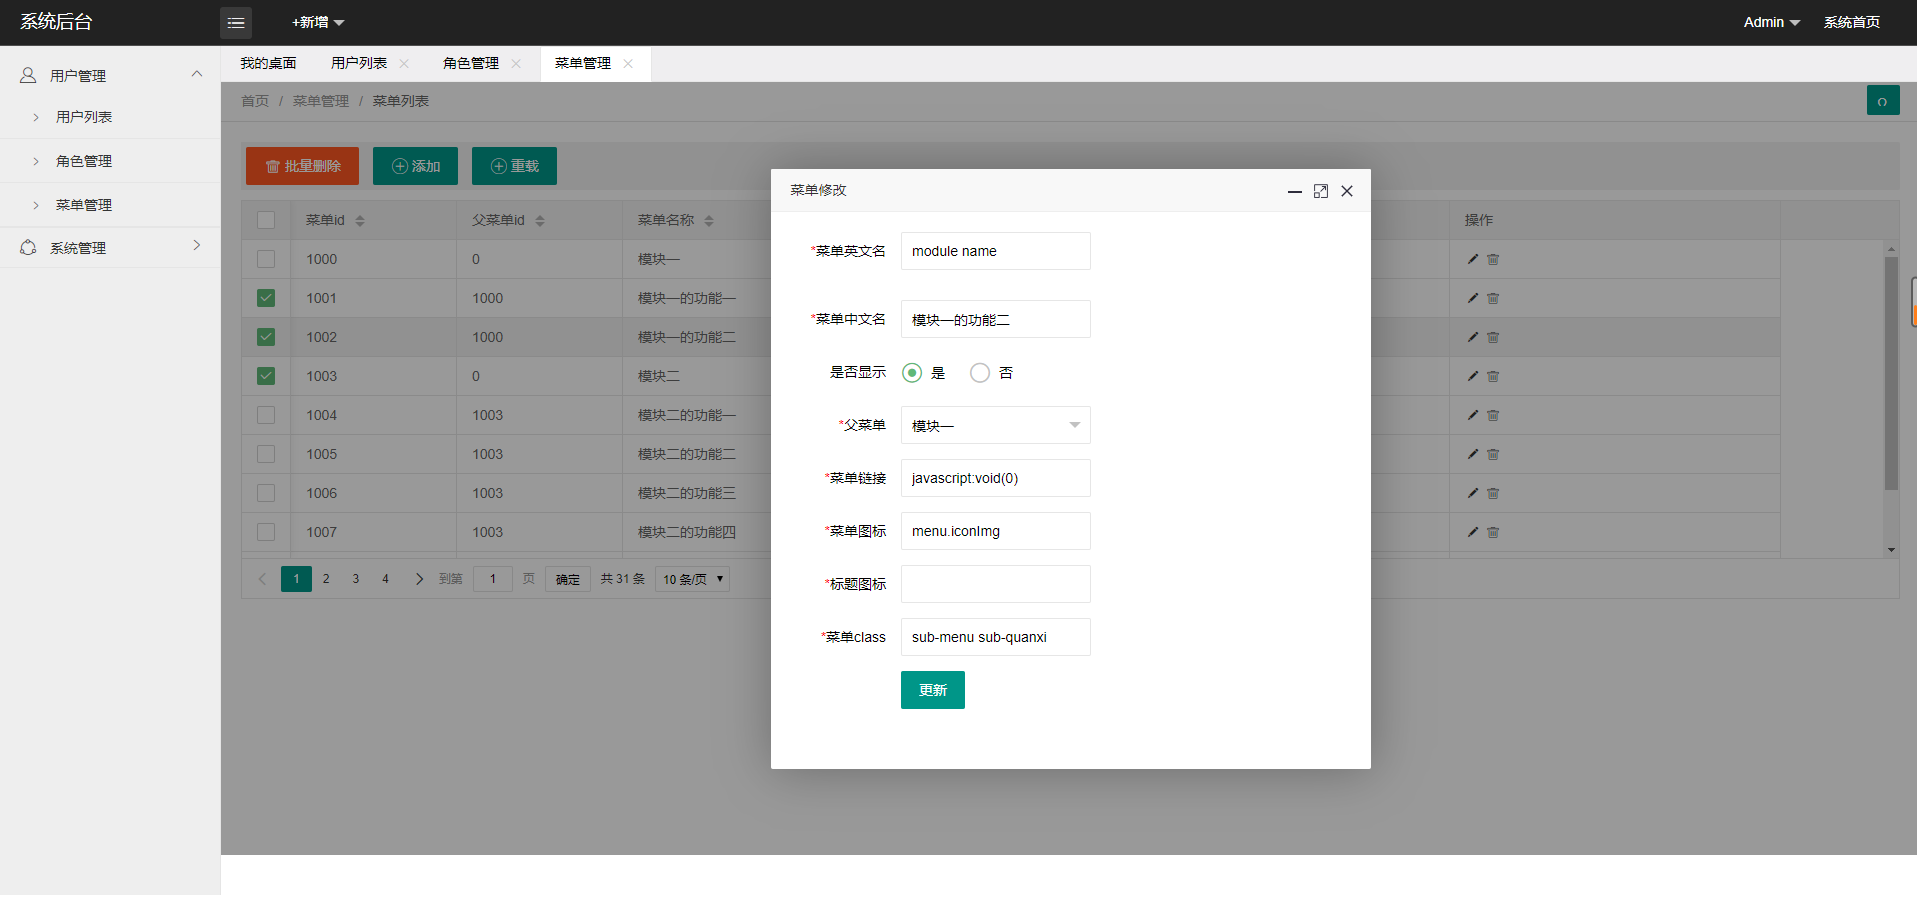 系统后台 +新增 Admin 系统首页
用户管理
用户列表
角色管理
菜单管理
系统管理
我的桌面 用户列表 角色管理 菜单管理
首页 / 菜单管理 / 菜单列表
批量删除 添加 重载
菜单id 父菜单id 菜单名称 操作
1000 0 模块一
1001 1000 模块一的功能一
1002 1000 模块一的功能二
1003 0 模块二
1004 1003 模块二的功能一
1005 1003 模块二的功能二
1006 1003 模块二的功能三
1007 1003 模块二的功能四
1 2 3 4 到第 1 页 确定 共 31 条 10 条/页
菜单修改
*菜单英文名 module name
*菜单中文名 模块一的功能二
是否显示 是 否
*父菜单 模块一
*菜单链接 javascript:void(0)
*菜单图标 menu.iconImg
*标题图标
*菜单class sub-menu sub-quanxi
更新